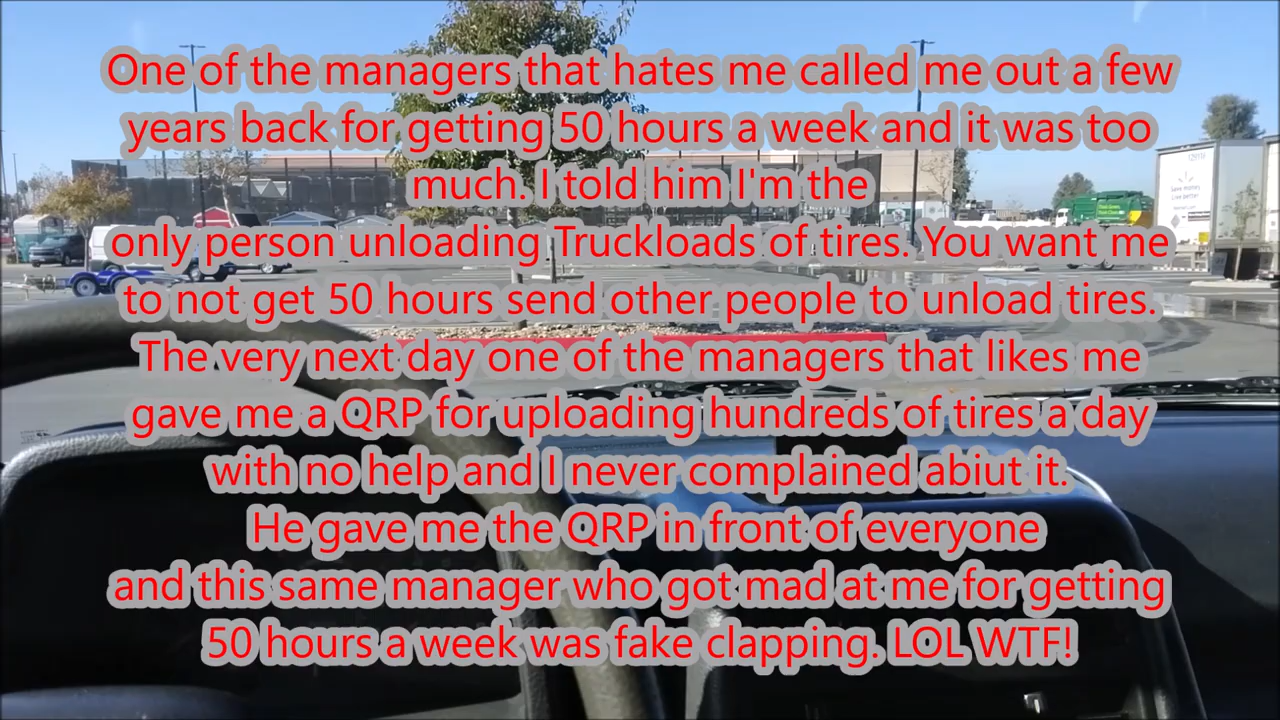 One of the managers that hates me called me out a few
years back for getting 50 hours a week and it was too
much. I told him I'm the
only person unloading Truckloads of tires. You want me
to not get 50 hours send other people to unload tires.
The very next day one of the managers that likes me
gave me a QRP for uploading hundreds of tires a day
with no help and I never complained abiut it.
He gave me the QRP in front of everyone
and this same manager who got mad at me for getting
50 hours a week was fake clapping. LOL WTF!
Save money.
Live better.